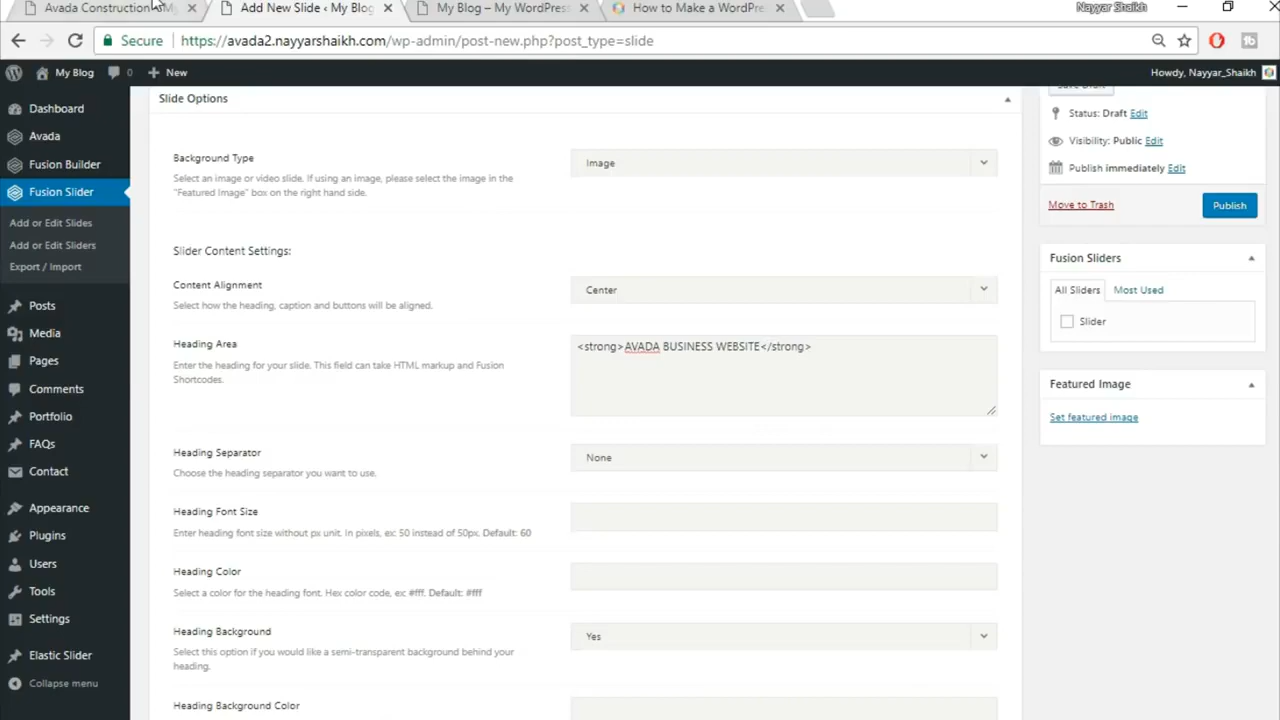 Avada Construction
Add New Slide ‹ My Blog
My Blog – My WordPress
How to Make a WordPre
Nayyar Shaikh
Secure
https://avada2.nayyarshaikh.com/wp-admin/post-new.php?post_type=slide
My Blog
0
New
Howdy, Nayyar_Shaikh
Dashboard
Avada
Fusion Builder
Fusion Slider
Add or Edit Slides
Add or Edit Sliders
Export / Import
Posts
Media
Pages
Comments
Portfolio
FAQs
Contact
Appearance
Plugins
Users
Tools
Settings
Elastic Slider
Collapse menu
Slide Options
Background Type
Select an image or video slide. If using an image, please select the image in the
"Featured Image" box on the right hand side.
Image
Slider Content Settings:
Content Alignment
Select how the heading, caption and buttons will be aligned.
Center
Heading Area
Enter the heading for your slide. This field can take HTML markup and Fusion
Shortcodes.
<strong>AVADA BUSINESS WEBSITE</strong>
Heading Separator
Choose the heading separator you want to use.
None
Heading Font Size
Enter heading font size without px unit. In pixels, ex: 50 instead of 50px. Default: 60
Heading Color
Select a color for the heading font. Hex color code, ex: #fff. Default: #fff
Heading Background
Select this option if you would like a semi-transparent background behind your
heading.
Yes
Heading Background Color
Save Draft
Status: Draft Edit
Visibility: Public Edit
Publish immediately Edit
Move to Trash
Publish
Fusion Sliders
All Sliders
Most Used
Slider
Featured Image
Set featured image